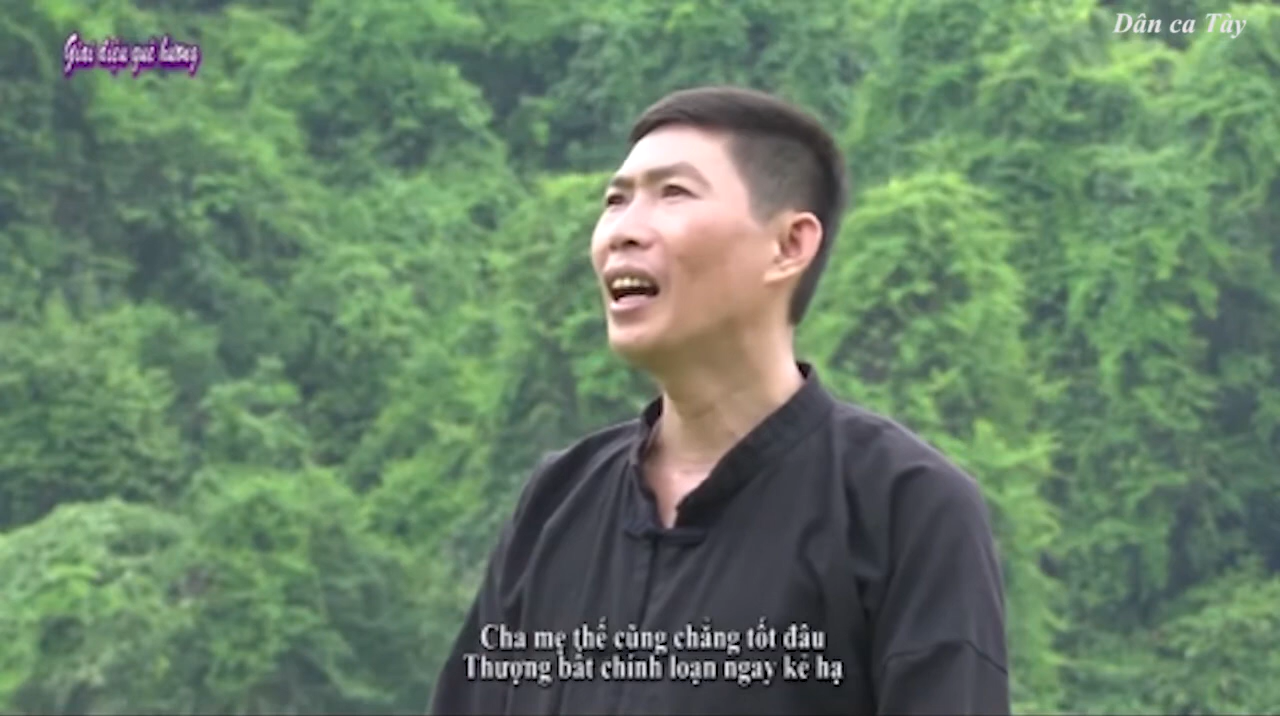 Dân ca Tày
Giai điệu quê hương
Cha mẹ thế cũng chẳng tốt đâu
Thượng bất chính loạn ngay kẻ hạ